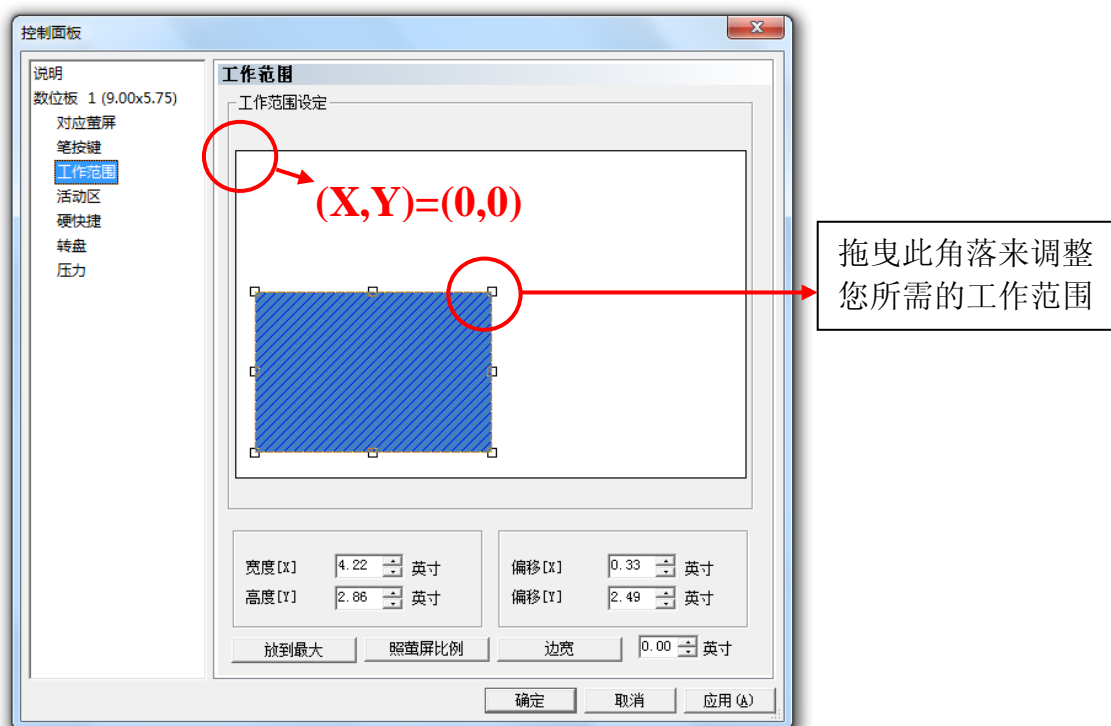 控制面板
说明
数位板 1 (9.00x5.75)
对应萤屏
笔按键
工作范围
活动区
硬快捷
转盘
压力
工作范围
工作范围设定
(X,Y)=(0,0)
拖曳此角落来调整
您所需的工作范围
宽度[X] 4.22 英寸
高度[Y] 2.86 英寸
偏移[X] 0.33 英寸
偏移[Y] 2.49 英寸
放到最大 照萤屏比例 边宽 0.00 英寸
确定 取消 应用(A)